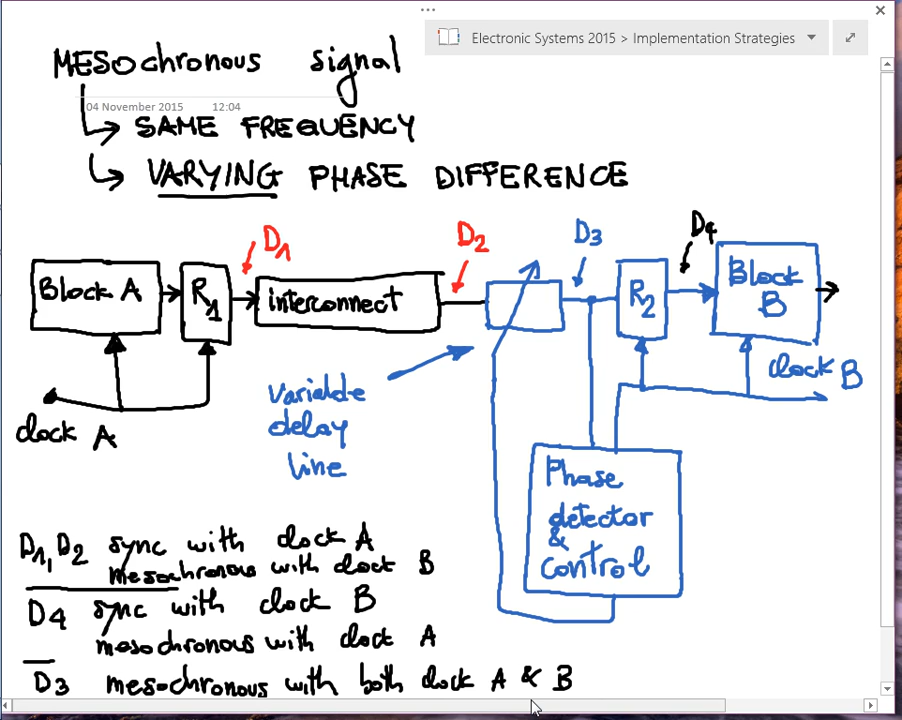 Electronic Systems 2015 > Implementation Strategies
MESochronous signal
04 November 2015 12:04
SAME FREQUENCY
VARYING PHASE DIFFERENCE
D1
D2
D3
D4
Block A
R1
interconnect
R2
Block
B
clock A
clock B
variable
delay
line
Phase
detector
&
control
D1, D2 sync with clock A
mesochronous with clock B
D4 sync with clock B
mesochronous with clock A
D3 mesochronous with both clock A & B